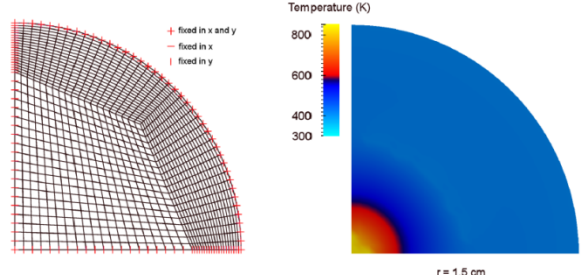 Temperature (K)
fixed in x and y
fixed in x
fixed in y
800
600
400
300
r = 1.5 cm